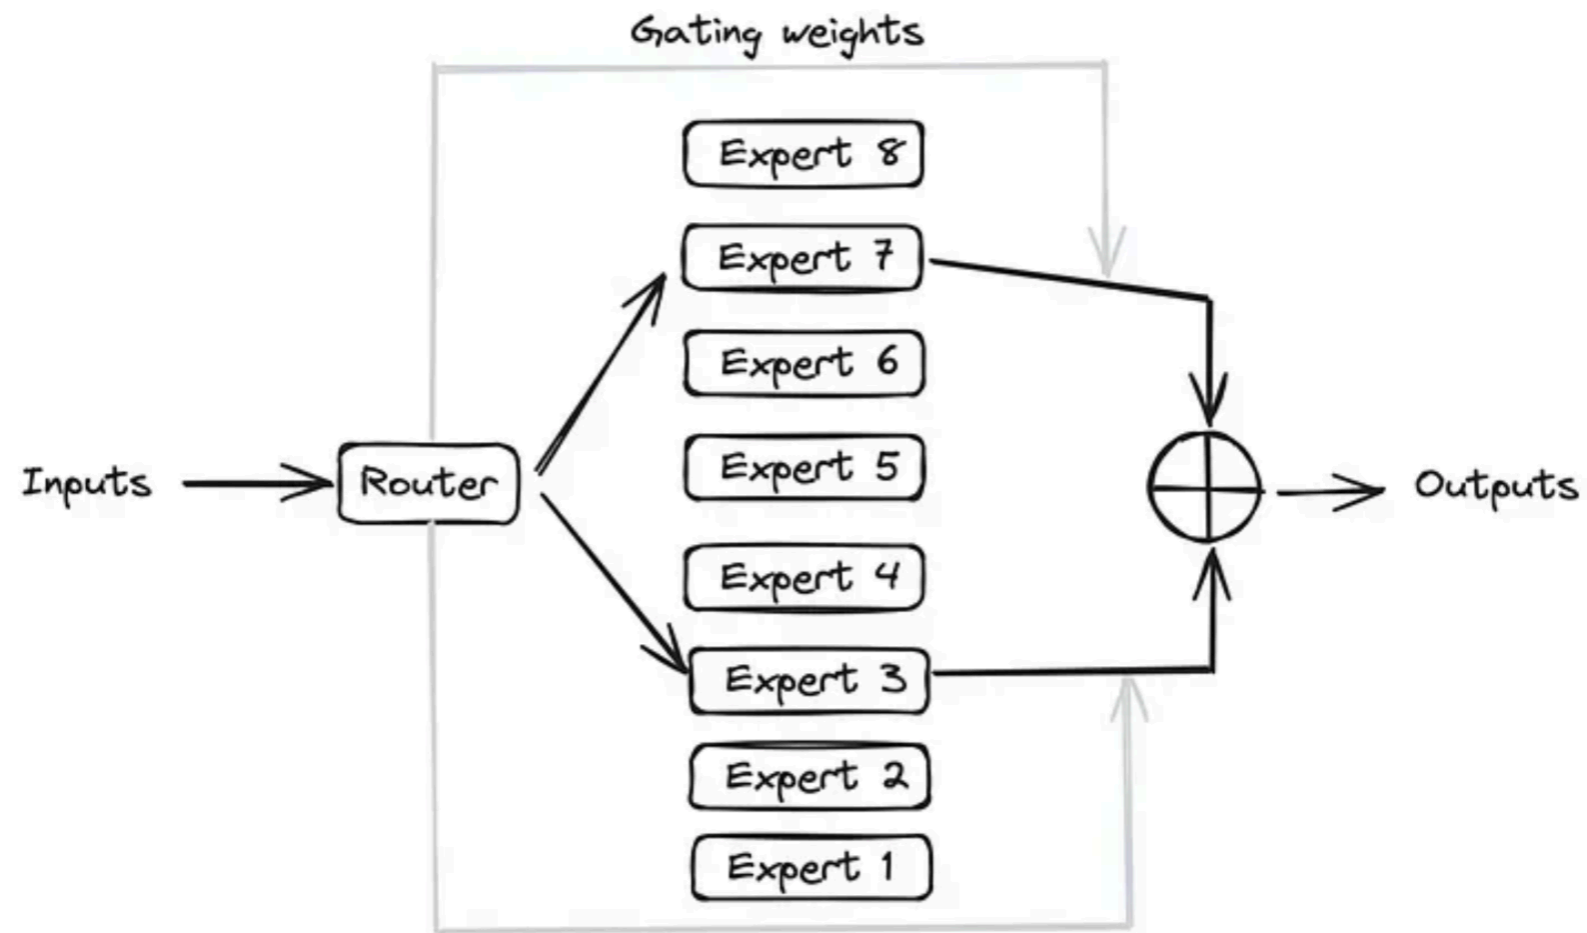 Gating weights
Expert 8
Expert 7
Expert 6
Expert 5
Inputs
Router
Outputs
Expert 4
Expert 3
Expert 2
Expert 1